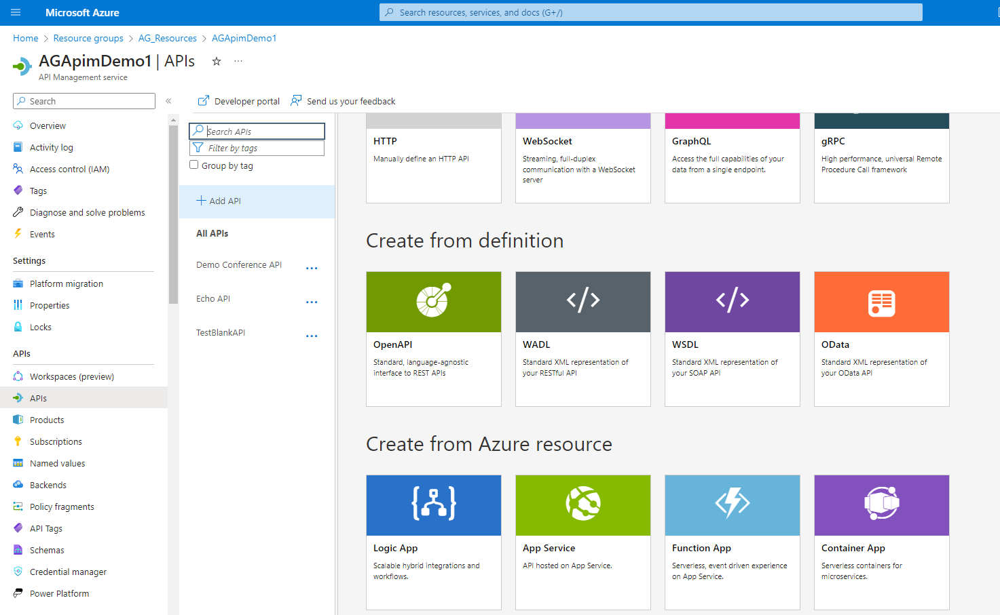 Microsoft Azure
Search resources, services, and docs (G+/)
Home > Resource groups > AG_Resources > AGApimDemo1
AGApimDemo1 | APIs
API Management service
Search
Overview
Activity log
Access control (IAM)
Tags
Diagnose and solve problems
Events
Settings
Platform migration
Properties
Locks
APIs
Workspaces (preview)
APIs
Products
Subscriptions
Named values
Backends
Policy fragments
API Tags
Schemas
Credential manager
Power Platform
Developer portal
Send us your feedback
Search APIs
Filter by tags
Group by tag
Add API
All APIs
Demo Conference API
Echo API
TestBlankAPI
HTTP
Manually define an HTTP API
WebSocket
Streaming, full-duplex
communication with a WebSocket
server
GraphQL
Access the full capabilities of your
data from a single endpoint.
gRPC
High performance, universal Remote
Procedure Call framework
Create from definition
OpenAPI
Standard, language-agnostic
interface to REST APIs
WADL
Standard XML representation of
your RESTful API
WSDL
Standard XML representation of
your SOAP API
OData
Standard XML representation of
your OData API
Create from Azure resource
Logic App
Scalable hybrid integrations and
workflows.
App Service
API hosted on App Service.
Function App
Serverless, event driven experience
on App Service.
Container App
Serverless containers for
microservices.